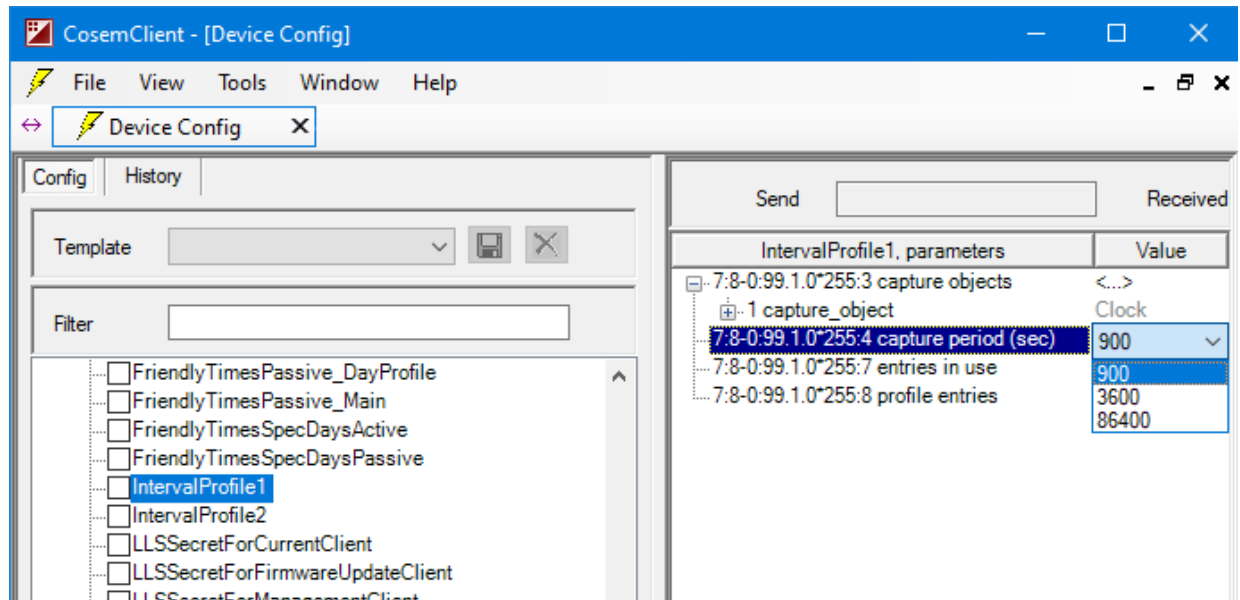 CosemClient - [Device Config]
File View Tools Window Help
Device Config
Config History
Template
Filter
FriendlyTimesPassive_DayProfile
FriendlyTimesPassive_Main
FriendlyTimesSpecDaysActive
FriendlyTimesSpecDaysPassive
IntervalProfile1
IntervalProfile2
LLSSecretForCurrentClient
LLSSecretForFirmwareUpdateClient
LLSSecretForManagementClient
Send Received
IntervalProfile1, parameters Value
7:8-0:99.1.0*255:3 capture objects <...>
1 capture_object Clock
7:8-0:99.1.0*255:4 capture period (sec) 900
7:8-0:99.1.0*255:7 entries in use
7:8-0:99.1.0*255:8 profile entries
900
3600
86400